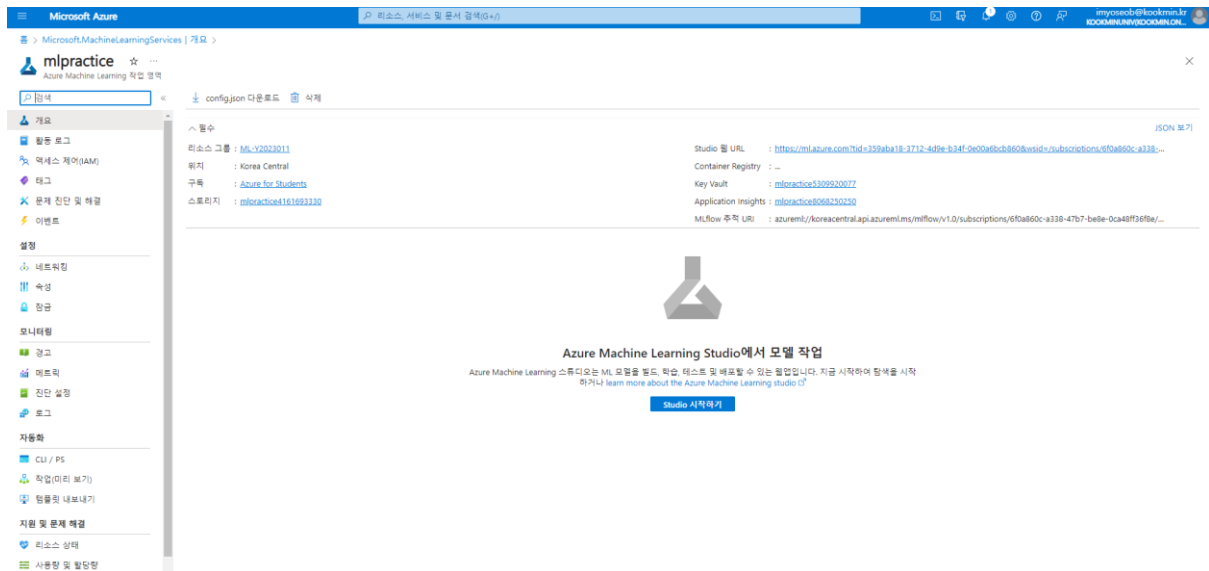 Microsoft Azure
리소스, 서비스 및 문서 검색(G+/)
1
imyoseob@kookmin.kr
KOOKMINUNIV(KOOKMIN.ON...
홈 > Microsoft.MachineLearningServices | 개요 >
mlpractice ☆ ...
Azure Machine Learning 작업 영역
검색
«
config.json 다운로드 삭제
개요
활동 로그
액세스 제어(IAM)
태그
문제 진단 및 해결
이벤트
설정
네트워킹
속성
잠금
모니터링
경고
메트릭
진단 설정
로그
자동화
CLI / PS
작업(미리 보기)
템플릿 내보내기
지원 및 문제 해결
리소스 상태
사용량 및 할당량
필수
JSON 보기
리소스 그룹 : ML-Y2023011
위치 : Korea Central
구독 : Azure for Students
스토리지 : mlpractice4161693330
Studio 웹 URL : https://ml.azure.com?tid=359aba18-3712-4d9e-b34f-0e00a6bcb860&wsid=/subscriptions/6f0a860c-a338-...
Container Registry : ...
Key Vault : mlpractice5309920077
Application Insights : mlpractice8068250250
MLflow 추적 URI : azureml://koreacentral.api.azureml.ms/mlflow/v1.0/subscriptions/6f0a860c-a338-47b7-be8e-0ca48ff36f8e/...
Azure Machine Learning Studio에서 모델 작업
Azure Machine Learning 스튜디오는 ML 모델을 빌드, 학습, 테스트 및 배포할 수 있는 웹앱입니다. 지금 시작하여 탐색을 시작
하거나 learn more about the Azure Machine Learning studio
Studio 시작하기